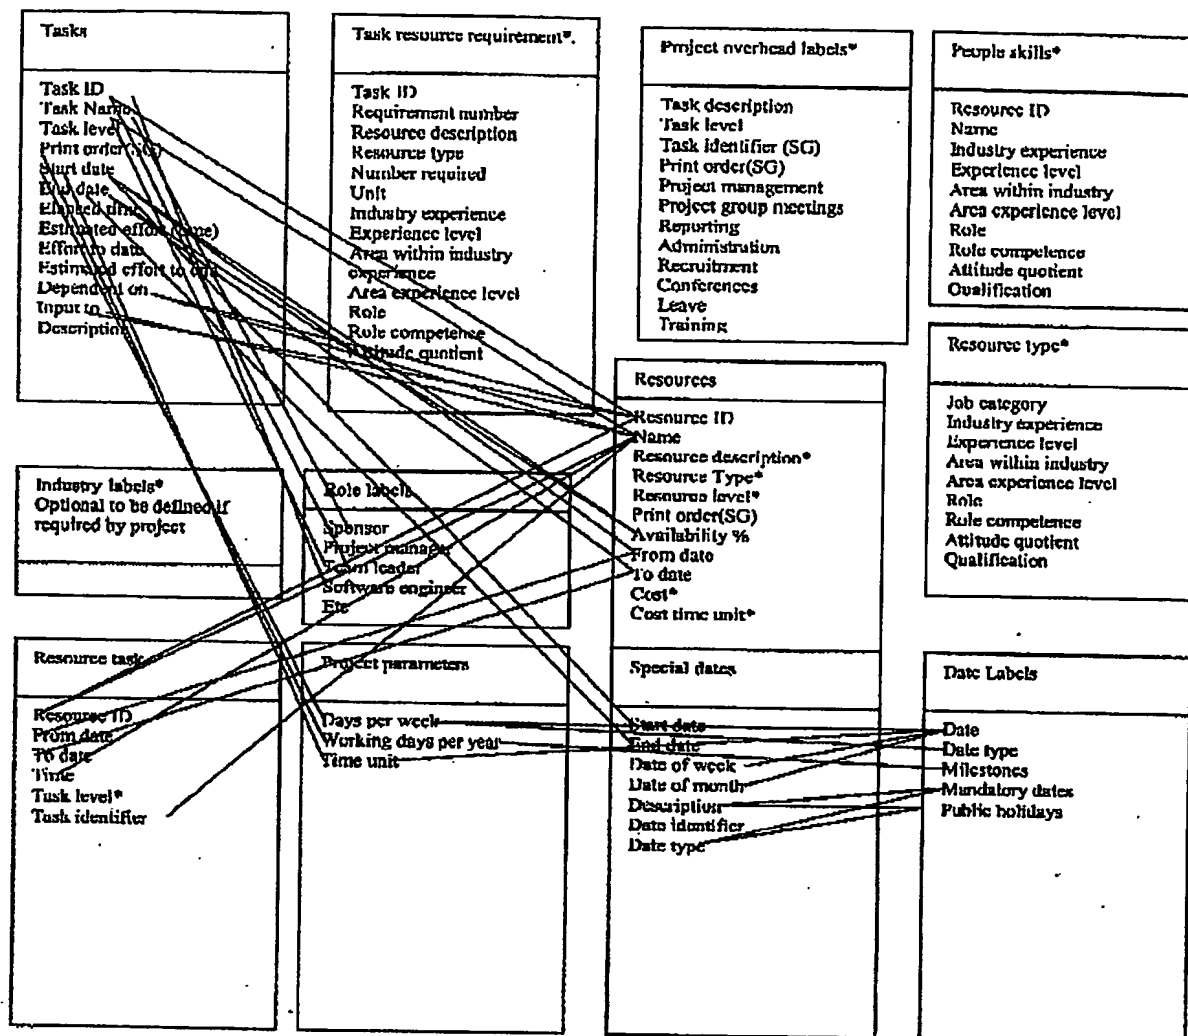 Tasks
Task ID
Task Name
Task level
Print order(SG)
Start date
End date
Elapsed time
Estimated effort (time)
Effort to date
Estimated effort to end
Dependent on
Input to
Description
Task resource requirement*.
Task ID
Requirement number
Resource description
Resource type
Number required
Unit
Industry experience
Experience level
Area within industry
experience
Area experience level
Role
Role competence
Attitude quotient
Project overhead labels*
Task description
Task level
Task identifier (SG)
Print order(SG)
Project management
Project group meetings
Reporting
Administration
Recruitment
Conferences
Leave
Training
People skills*
Resource ID
Name
Industry experience
Experience level
Area within industry
Area experience level
Role
Role competence
Attitude quotient
Qualification
Resources
Resource ID
Name
Resource description*
Resource Type*
Resource level*
Print order(SG)
Availability %
From date
To date
Cost*
Cost time unit*
Resource type*
Job category
Industry experience
Experience level
Area within industry
Area experience level
Role
Role competence
Attitude quotient
Qualification
Industry labels*
Optional to be defined if
required by project
Role labels
Sponsor
Project manager
Team leader
Software engineer
Etc
Resource task
Resource ID
From date
To date
Time
Task level*
Task identifier
Project parameters
Days per week
Working days per year
Time unit
Special dates
Start date
End date
Date of week
Date of month
Description
Date identifier
Date type
Date Labels
Date
Date type
Milestones
Mandatory dates
Public holidays